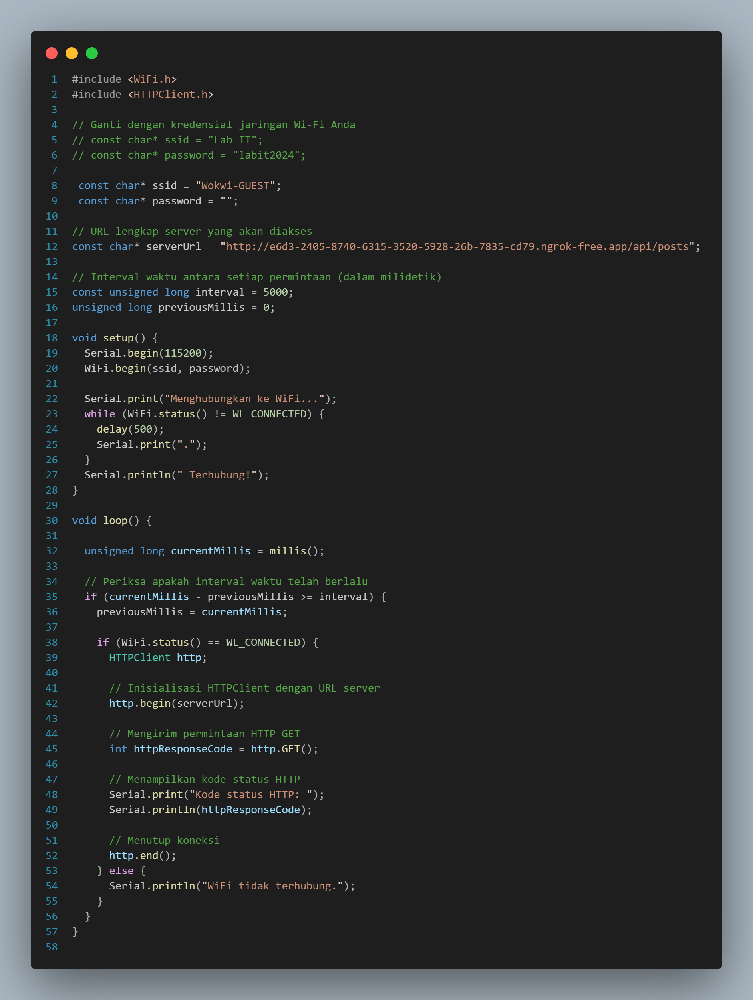 1 #include <WiFi.h>
2 #include <HTTPClient.h>
3
4 // Ganti dengan kredensial jaringan Wi-Fi Anda
5 // const char* ssid = "Lab IT";
6 // const char* password = "labit2024";
7
8  const char* ssid = "Wokwi-GUEST";
9  const char* password = "";
10
11 // URL lengkap server yang akan diakses
12 const char* serverUrl = "http://e6d3-2405-8740-6315-3520-5928-26b-7835-cd79.ngrok-free.app/api/posts";
13
14 // Interval waktu antara setiap permintaan (dalam milidetik)
15 const unsigned long interval = 5000;
16 unsigned long previousMillis = 0;
17
18 void setup() {
19   Serial.begin(115200);
20   WiFi.begin(ssid, password);
21
22   Serial.print("Menghubungkan ke WiFi...");
23   while (WiFi.status() != WL_CONNECTED) {
24     delay(500);
25     Serial.print(".");
26   }
27   Serial.println(" Terhubung!");
28 }
29
30 void loop() {
31
32   unsigned long currentMillis = millis();
33
34   // Periksa apakah interval waktu telah berlalu
35   if (currentMillis - previousMillis >= interval) {
36     previousMillis = currentMillis;
37
38     if (WiFi.status() == WL_CONNECTED) {
39       HTTPClient http;
40
41       // Inisialisasi HTTPClient dengan URL server
42       http.begin(serverUrl);
43
44       // Mengirim permintaan HTTP GET
45       int httpResponseCode = http.GET();
46
47       // Menampilkan kode status HTTP
48       Serial.print("Kode status HTTP: ");
49       Serial.println(httpResponseCode);
50
51       // Menutup koneksi
52       http.end();
53     } else {
54       Serial.println("WiFi tidak terhubung.");
55     }
56   }
57 }
58